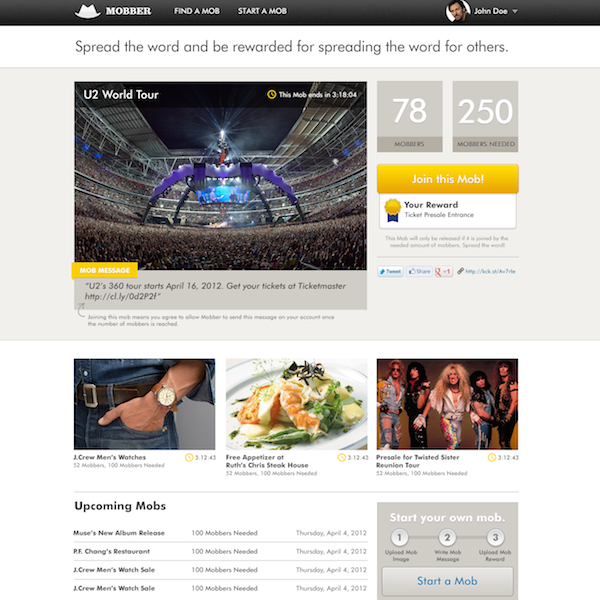 MOBBER
FIND A MOB
START A MOB
John Doe
Spread the word and be rewarded for spreading the word for others.
U2 World Tour
This Mob ends in 3:18:04
78
MOBBERS
250
MOBBERS NEEDED
Join this Mob!
Your Reward
Ticket Presale Entrance
This Mob will only be released if it is joined by the
needed amount of mobbers. Spread the word!
Tweet
Share
+1
http://kck.st/Av7rIe
MOB MESSAGE
"U2's 360 tour starts April 16, 2012. Get your tickets at Ticketmaster
http://cl.ly/0d2P2f"
Joining this mob means you agree to allow Mobber to send this message on your account once
the number of mobbers is reached.
J.Crew Men's Watches
3:12:43
52 Mobbers, 100 Mobbers Needed
Free Appetizer at
Ruth's Chris Steak House
3:12:43
52 Mobbers, 100 Mobbers Needed
Presale for Twisted Sister
Reunion Tour
3:12:43
52 Mobbers, 100 Mobbers Needed
Upcoming Mobs
Muse's New Album Release 100 Mobbers Needed Thursday, April 4, 2012
P.F. Chang's Restaurant 100 Mobbers Needed Thursday, April 4, 2012
J.Crew Men's Watch Sale 100 Mobbers Needed Thursday, April 4, 2012
J.Crew Men's Watch Sale 100 Mobbers Needed Thursday, April 4, 2012
Start your own mob.
1 2 3
Upload Mob
Image
Write Mob
Message
Upload Mob
Reward
Start a Mob